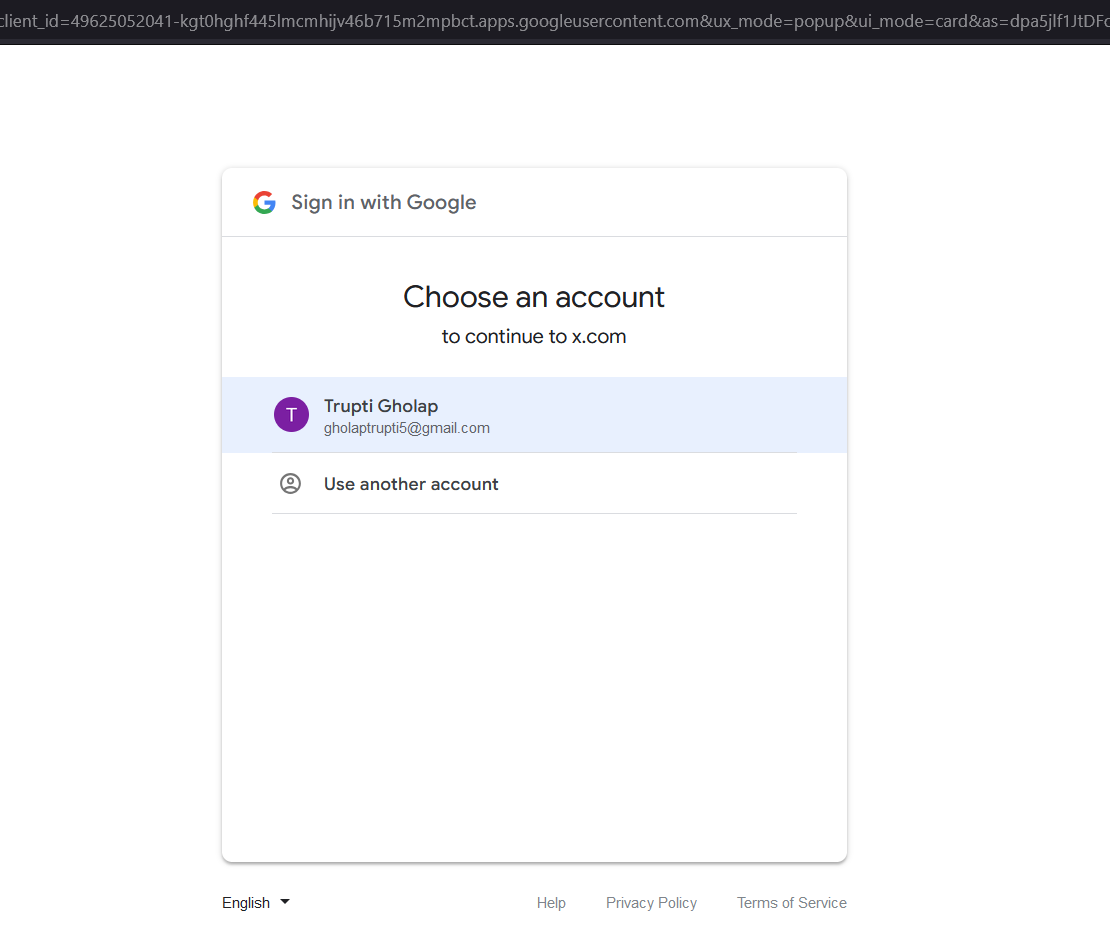 client_id=49625052041-kgt0hghf445lmcmhijv46b715m2mpbct.apps.googleusercontent.com&ux_mode=popup&ui_mode=card&as=dpa5jlf1JtDFc
Sign in with Google
Choose an account
to continue to x.com
T
Trupti Gholap
gholaptrupti5@gmail.com
Use another account
English
Help
Privacy Policy
Terms of Service